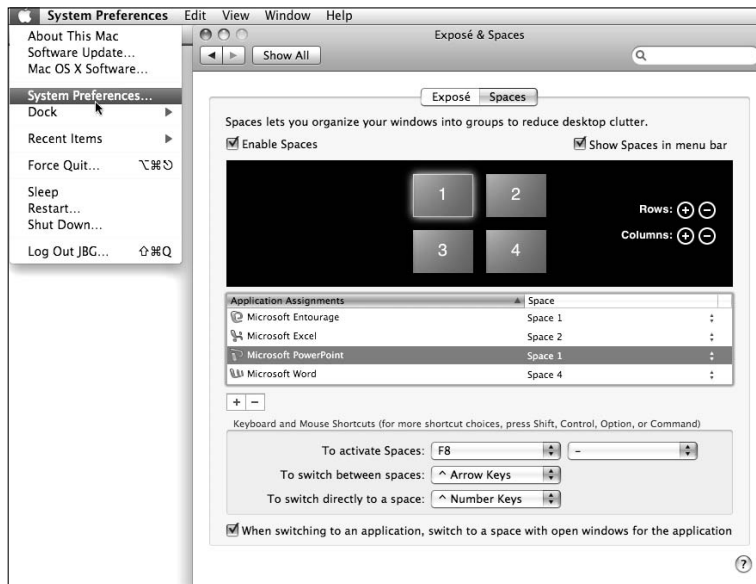 System Preferences Edit View Window Help
About This Mac
Software Update...
Mac OS X Software...
System Preferences...
Dock
Recent Items
Force Quit... ⌥⌘⎋
Sleep
Restart...
Shut Down...
Log Out JBG... ⇧⌘Q
Exposé & Spaces
Show All
Exposé Spaces
Spaces lets you organize your windows into groups to reduce desktop clutter.
Enable Spaces Show Spaces in menu bar
1 2
Rows: + −
Columns: + −
3 4
Application Assignments Space
Microsoft Entourage Space 1
Microsoft Excel Space 2
Microsoft PowerPoint Space 1
Microsoft Word Space 4
+ −
Keyboard and Mouse Shortcuts (for more shortcut choices, press Shift, Control, Option, or Command)
To activate Spaces: F8 –
To switch between spaces: ^ Arrow Keys
To switch directly to a space: ^ Number Keys
When switching to an application, switch to a space with open windows for the application
?